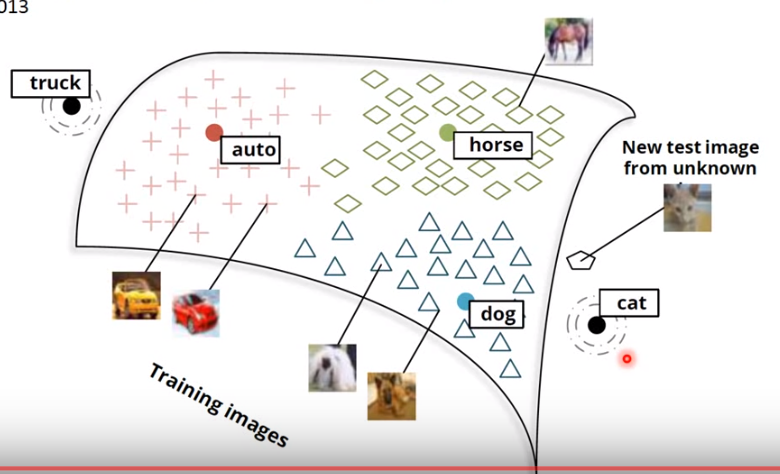 013
truck
auto
horse
New test image
from unknown
cat
dog
Training images